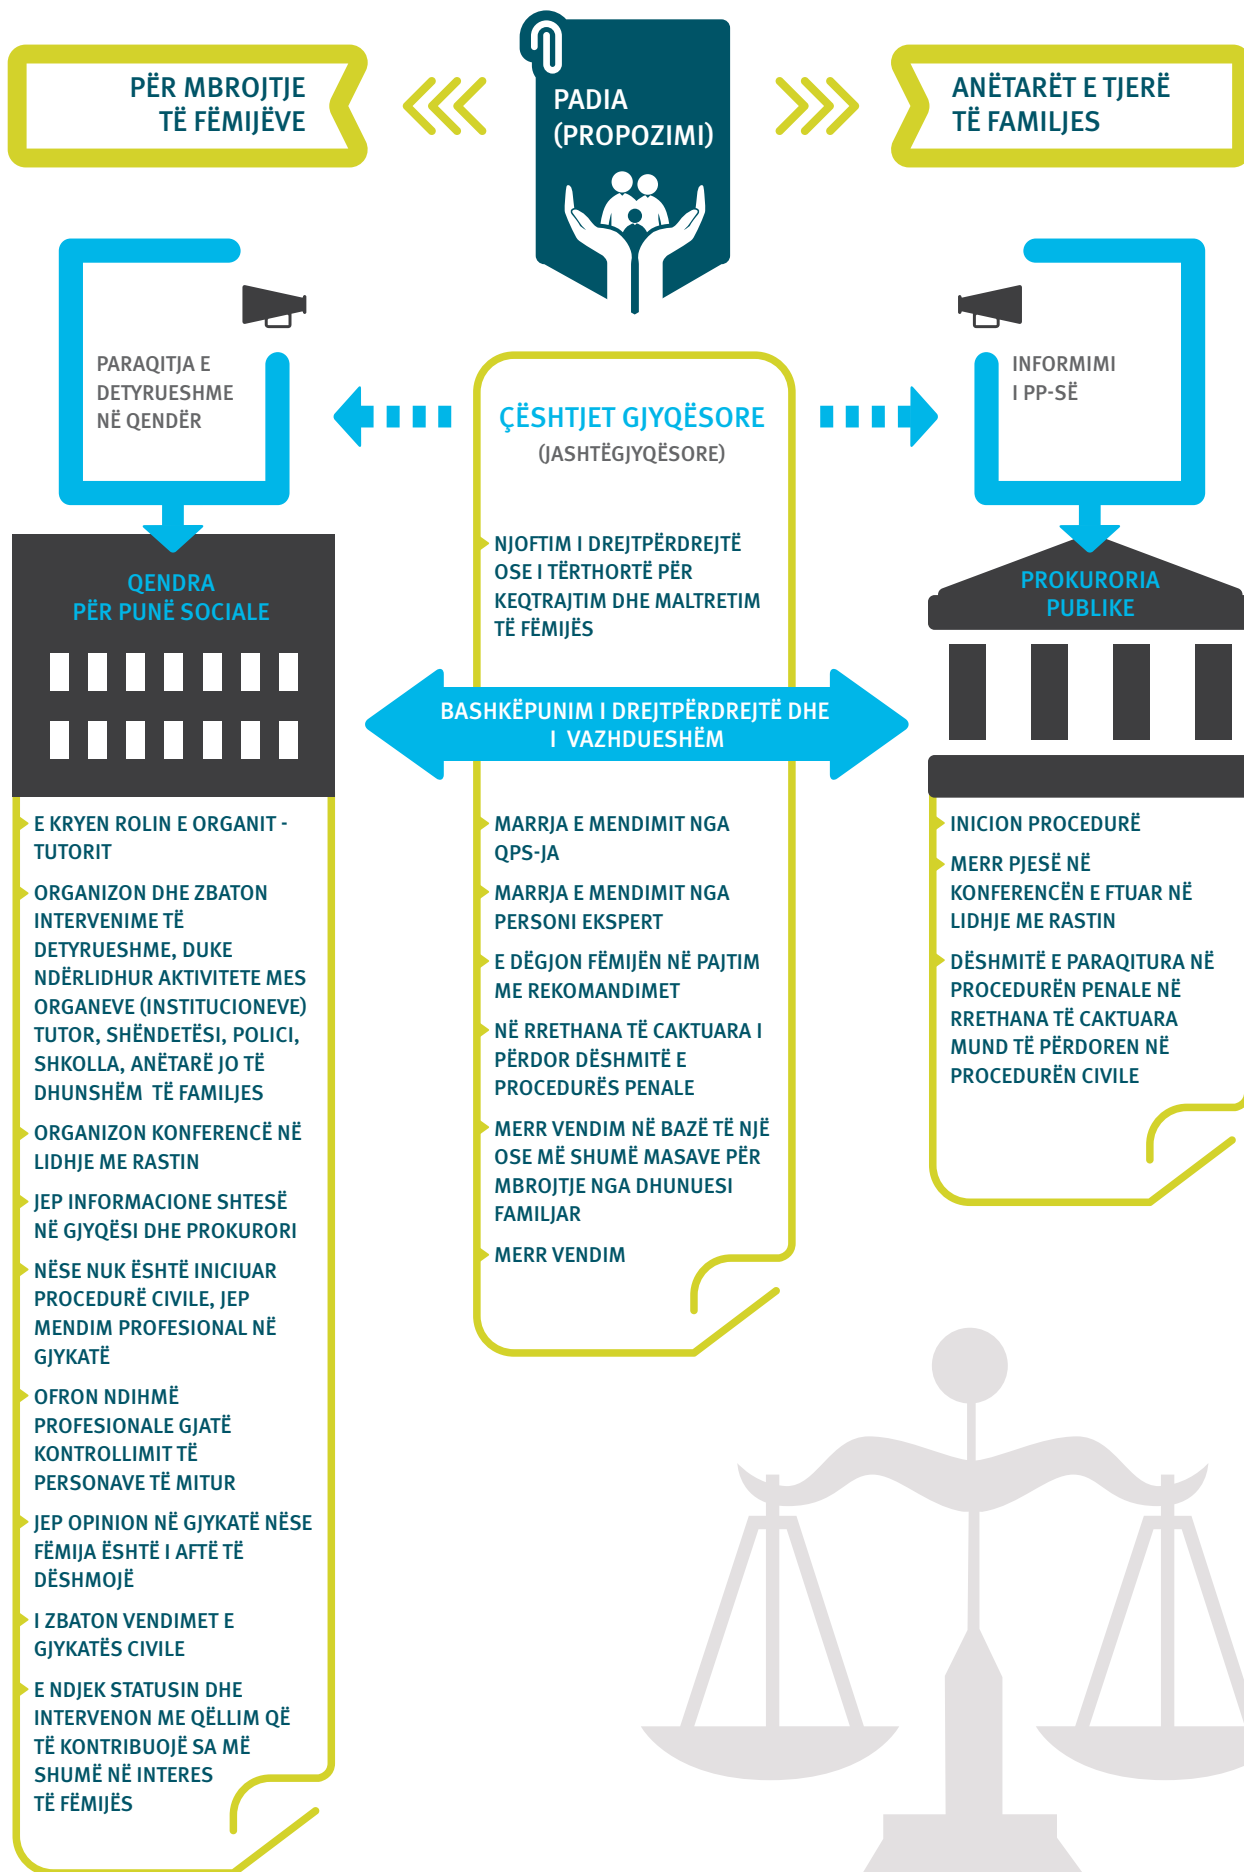 PËR MBROJTJE
TË FËMIJËVE
PADIA
(PROPOZIMI)
ANËTARËT E TJERË
TË FAMILJES
PARAQITJA E
DETYRUESHME
NË QENDËR
INFORMIMI
I PP-SË
ÇËSHTJET GJYQËSORE
(JASHTËGJYQËSORE)
NJOFTIM I DREJTPËRDREJTË
OSE I TËRTHORTË PËR
KEQTRAJTIM DHE MALTRETIM
TË FËMIJËS
QENDRA
PËR PUNË SOCIALE
PROKURORIA
PUBLIKE
BASHKËPUNIM I DREJTPËRDREJTË DHE
I VAZHDUESHËM
E KRYEN ROLIN E ORGANIT -
TUTORIT
ORGANIZON DHE ZBATON
INTERVENIME TË
DETYRUESHME, DUKE
NDËRLIDHUR AKTIVITETE MES
ORGANEVE (INSTITUCIONEVE)
TUTOR, SHËNDETËSI, POLICI,
SHKOLLA, ANËTARË JO TË
DHUNSHËM TË FAMILJES
ORGANIZON KONFERENCË NË
LIDHJE ME RASTIN
JEP INFORMACIONE SHTESË
NË GJYQËSI DHE PROKURORI
NËSE NUK ËSHTË INICIUAR
PROCEDURË CIVILE, JEP
MENDIM PROFESIONAL NË
GJYKATË
OFRON NDIHMË
PROFESIONALE GJATË
KONTROLLIMIT TË
PERSONAVE TË MITUR
JEP OPINION NË GJYKATË NËSE
FËMIJA ËSHTË I AFTË TË
DËSHMOJË
I ZBATON VENDIMET E
GJYKATËS CIVILE
E NDJEK STATUSIN DHE
INTERVENON ME QËLLIM QË
TË KONTRIBUOJË SA MË
SHUMË NË INTERES
TË FËMIJËS
MARRJA E MENDIMIT NGA
QPS-JA
MARRJA E MENDIMIT NGA
PERSONI EKSPERT
E DËGJON FËMIJËN NË PAJTIM
ME REKOMANDIMET
NË RRETHANA TË CAKTUARA I
PËRDOR DËSHMITË E
PROCEDURËS PENALE
MERR VENDIM NË BAZË TË NJË
OSE MË SHUMË MASAVE PËR
MBROJTJE NGA DHUNUESI
FAMILJAR
MERR VENDIM
INICION PROCEDURË
MERR PJESË NË
KONFERENCËN E FTUAR NË
LIDHJE ME RASTIN
DËSHMITË E PARAQITURA NË
PROCEDURËN PENALE NË
RRETHANA TË CAKTUARA
MUND TË PËRDOREN NË
PROCEDURËN CIVILE